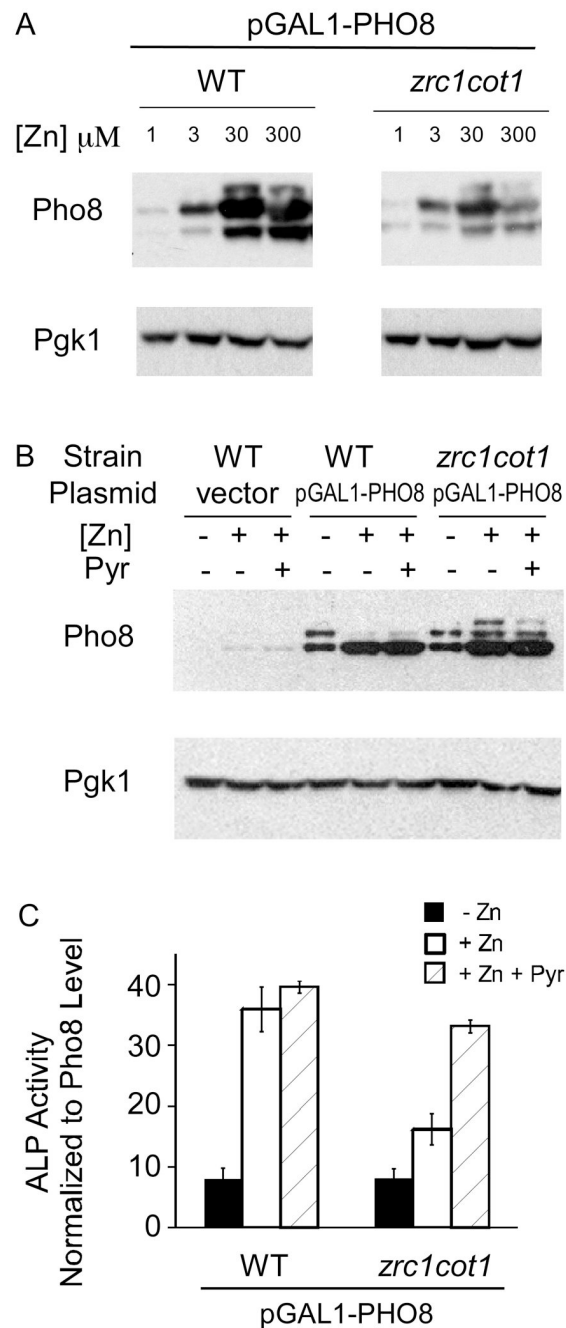 A
pGAL1-PHO8
WT zrc1cot1
[Zn] μM 1 3 30 300 1 3 30 300
Pho8
Pgk1
B Strain WT WT zrc1cot1
Plasmid vector pGAL1-PHO8 pGAL1-PHO8
[Zn] - + + - + + - + +
Pyr - - + - - + - - +
Pho8
Pgk1
C
- Zn
+ Zn
+ Zn + Pyr
ALP Activity
Normalized to Pho8 Level
40
30
20
10
0
WT zrc1cot1
pGAL1-PHO8